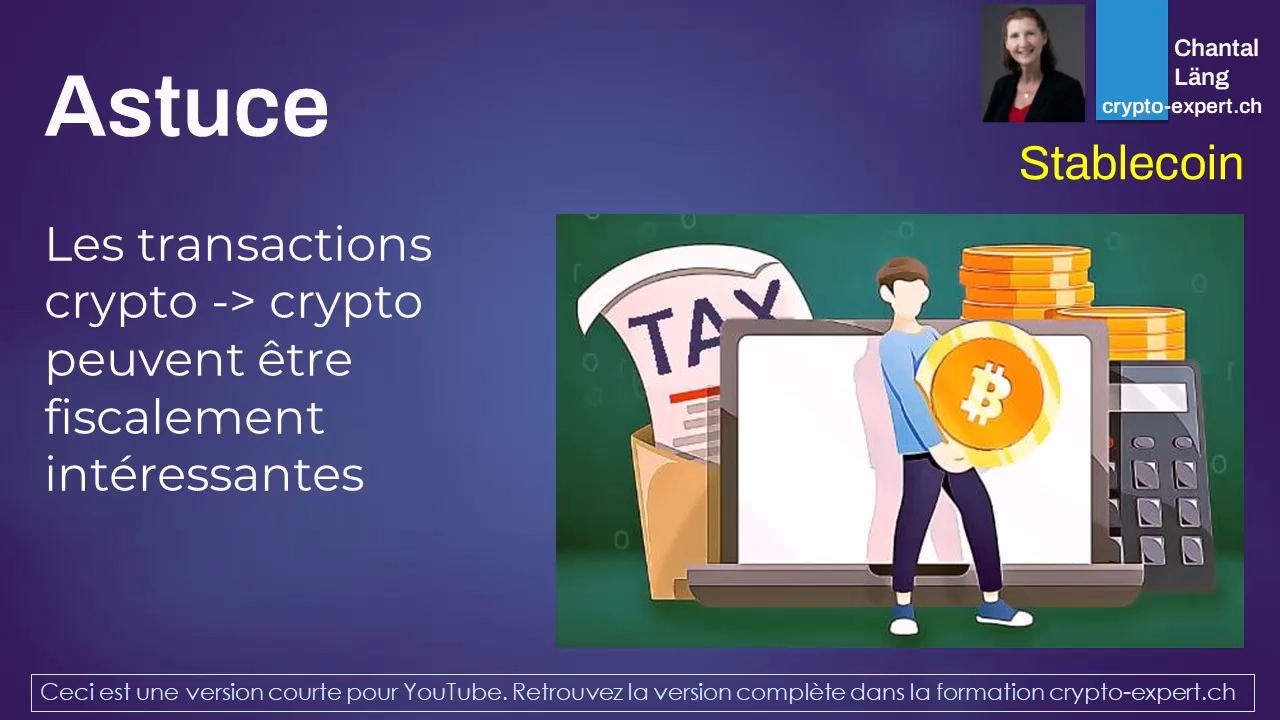 Astuce
Chantal
Läng
crypto-expert.ch
Stablecoin
Les transactions
crypto -> crypto
peuvent être
fiscalement
intéressantes
TAX
Ceci est une version courte pour YouTube. Retrouvez la version complète dans la formation crypto-expert.ch